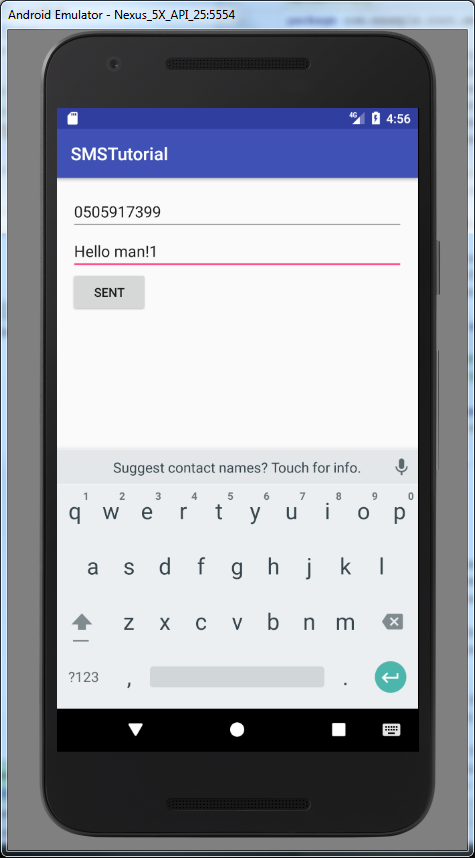 Android Emulator - Nexus_5X_API_25:5554
4G 4:56
SMSTutorial
0505917399
Hello man!1
SENT
Suggest contact names? Touch for info.
1 2 3 4 5 6 7 8 9 0
q w e r t y u i o p
a s d f g h j k l
z x c v b n m
?123 , .